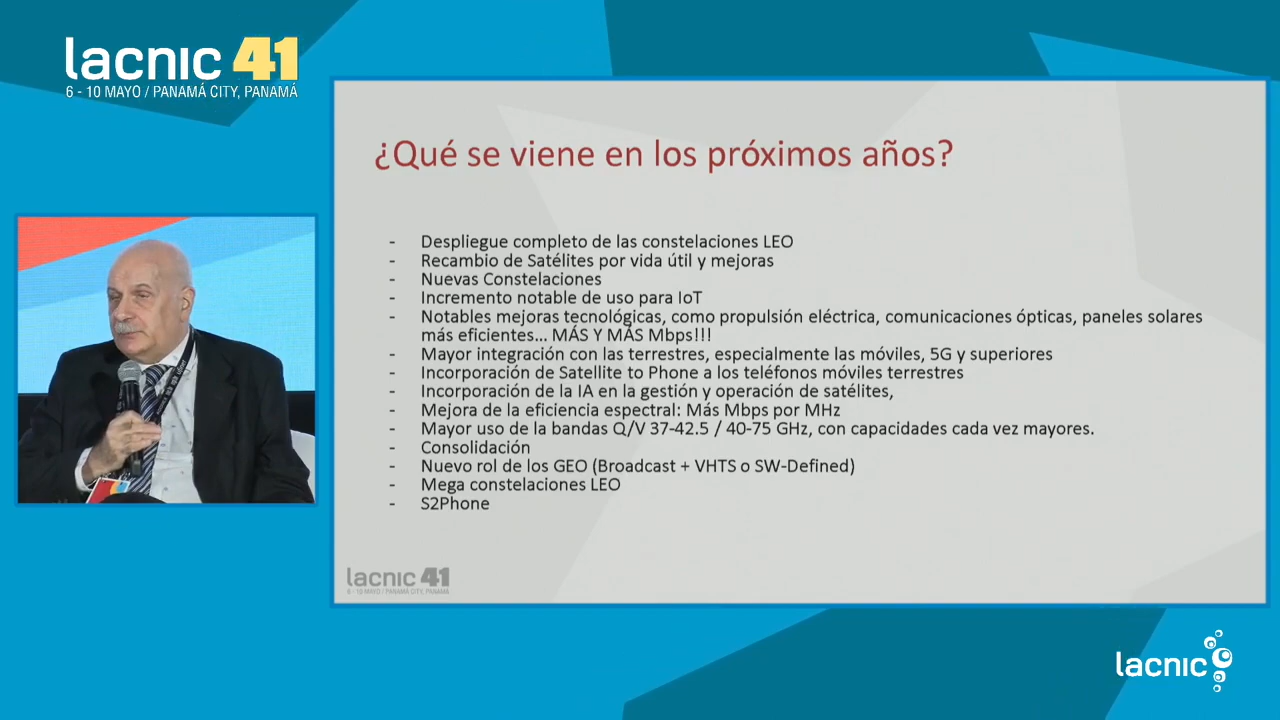 lacnic 41
6 - 10 MAYO / PANAMÁ CITY, PANAMÁ
¿Qué se viene en los próximos años?
- Despliegue completo de las constelaciones LEO
- Recambio de Satélites por vida útil y mejoras
- Nuevas Constelaciones
- Incremento notable de uso para IoT
- Notables mejoras tecnológicas, como propulsión eléctrica, comunicaciones ópticas, paneles solares
más eficientes... MÁS Y MÁS Mbps!!!
- Mayor integración con las terrestres, especialmente las móviles, 5G y superiores
- Incorporación de Satellite to Phone a los teléfonos móviles terrestres
- Incorporación de la IA en la gestión y operación de satélites,
- Mejora de la eficiencia espectral: Más Mbps por MHz
- Mayor uso de la bandas Q/V 37-42.5 / 40-75 GHz, con capacidades cada vez mayores.
- Consolidación
- Nuevo rol de los GEO (Broadcast + VHTS o SW-Defined)
- Mega constelaciones LEO
- S2Phone
lacnic 41
6 - 10 MAYO / PANAMÁ CITY, PANAMÁ
lacnic